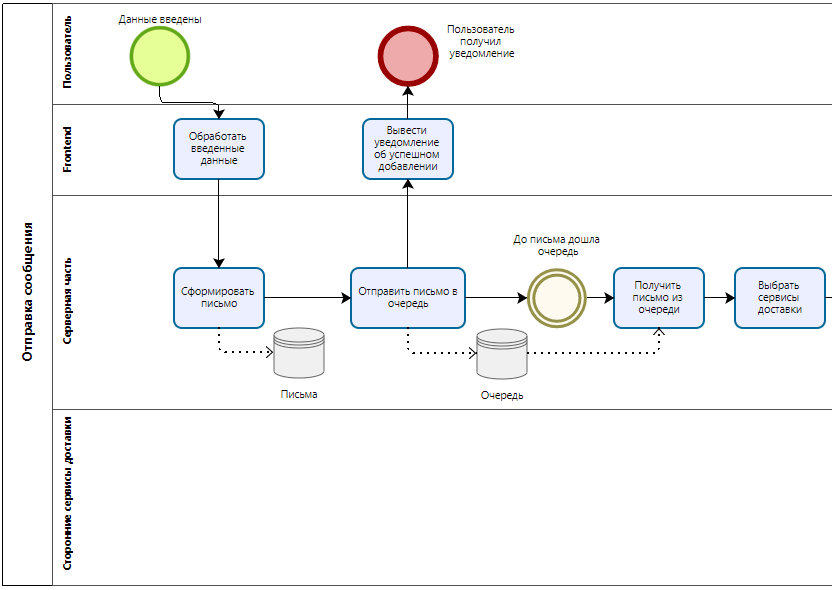 Отправка сообщения
Пользователь
Данные введены
Пользователь
получил
уведомление
Frontend
Обработать
введенные
данные
Вывести
уведомление
об успешном
добавлении
Серверная часть
Сформировать
письмо
Отправить письмо в
очередь
До письма дошла
очередь
Получить
письмо из
очереди
Выбрать
сервисы
доставки
Письма
Очередь
Сторонние сервисы доставки